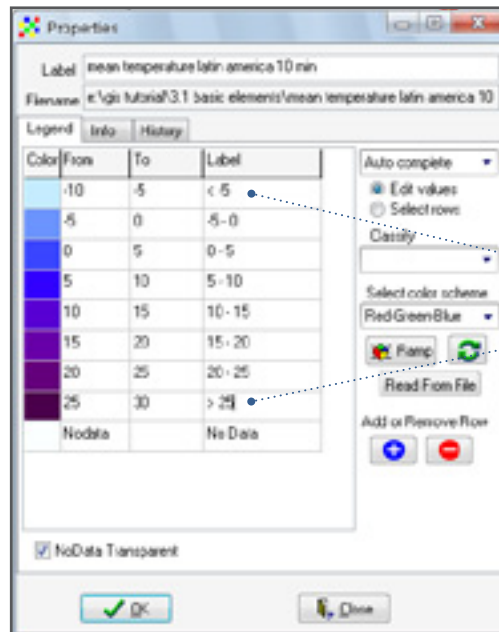 Properties
Label mean temperature latin america 10 min
Filename e:\gis tutorial\3.1 basic elements\mean temperature latin america 10
Legend Info History
Color From To Label
-10 -5 < -5
-5 0 -5 - 0
0 5 0 - 5
5 10 5 - 10
10 15 10 - 15
15 20 15 - 20
20 25 20 - 25
25 30 > 25
Nodata No Data
Auto complete
Edit values
Select rows
Classify
Select color scheme
Red-Green-Blue
Ramp
Read From File
Add or Remove Row
NoData Transparent
OK Close